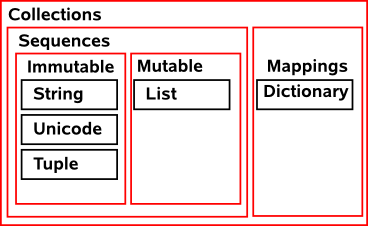 Collections
Sequences
Immutable
String
Unicode
Tuple
Mutable
List
Mappings
Dictionary